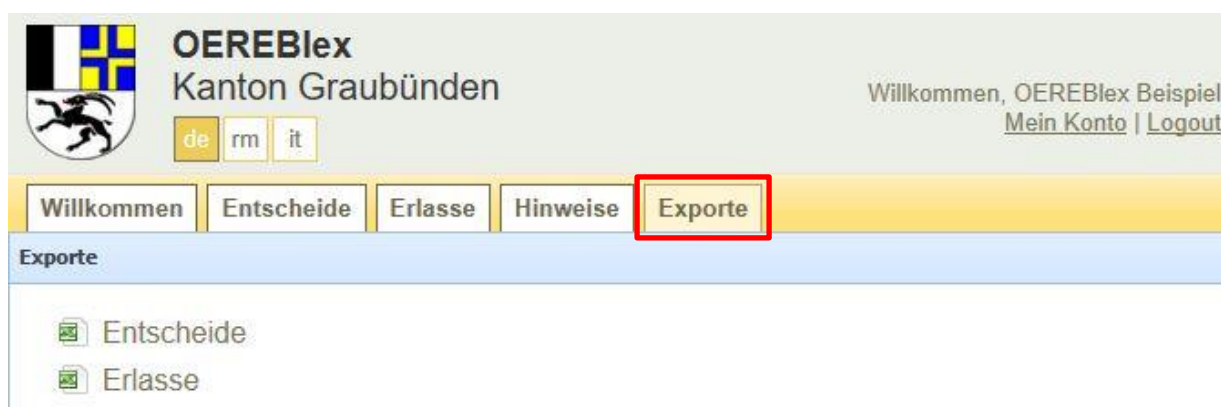 OEREBlex
Kanton Graubünden
Willkommen, OEREBlex Beispiel
Mein Konto | Logout
de rm it
Willkommen Entscheide Erlasse Hinweise Exporte
Exporte
Entscheide
Erlasse